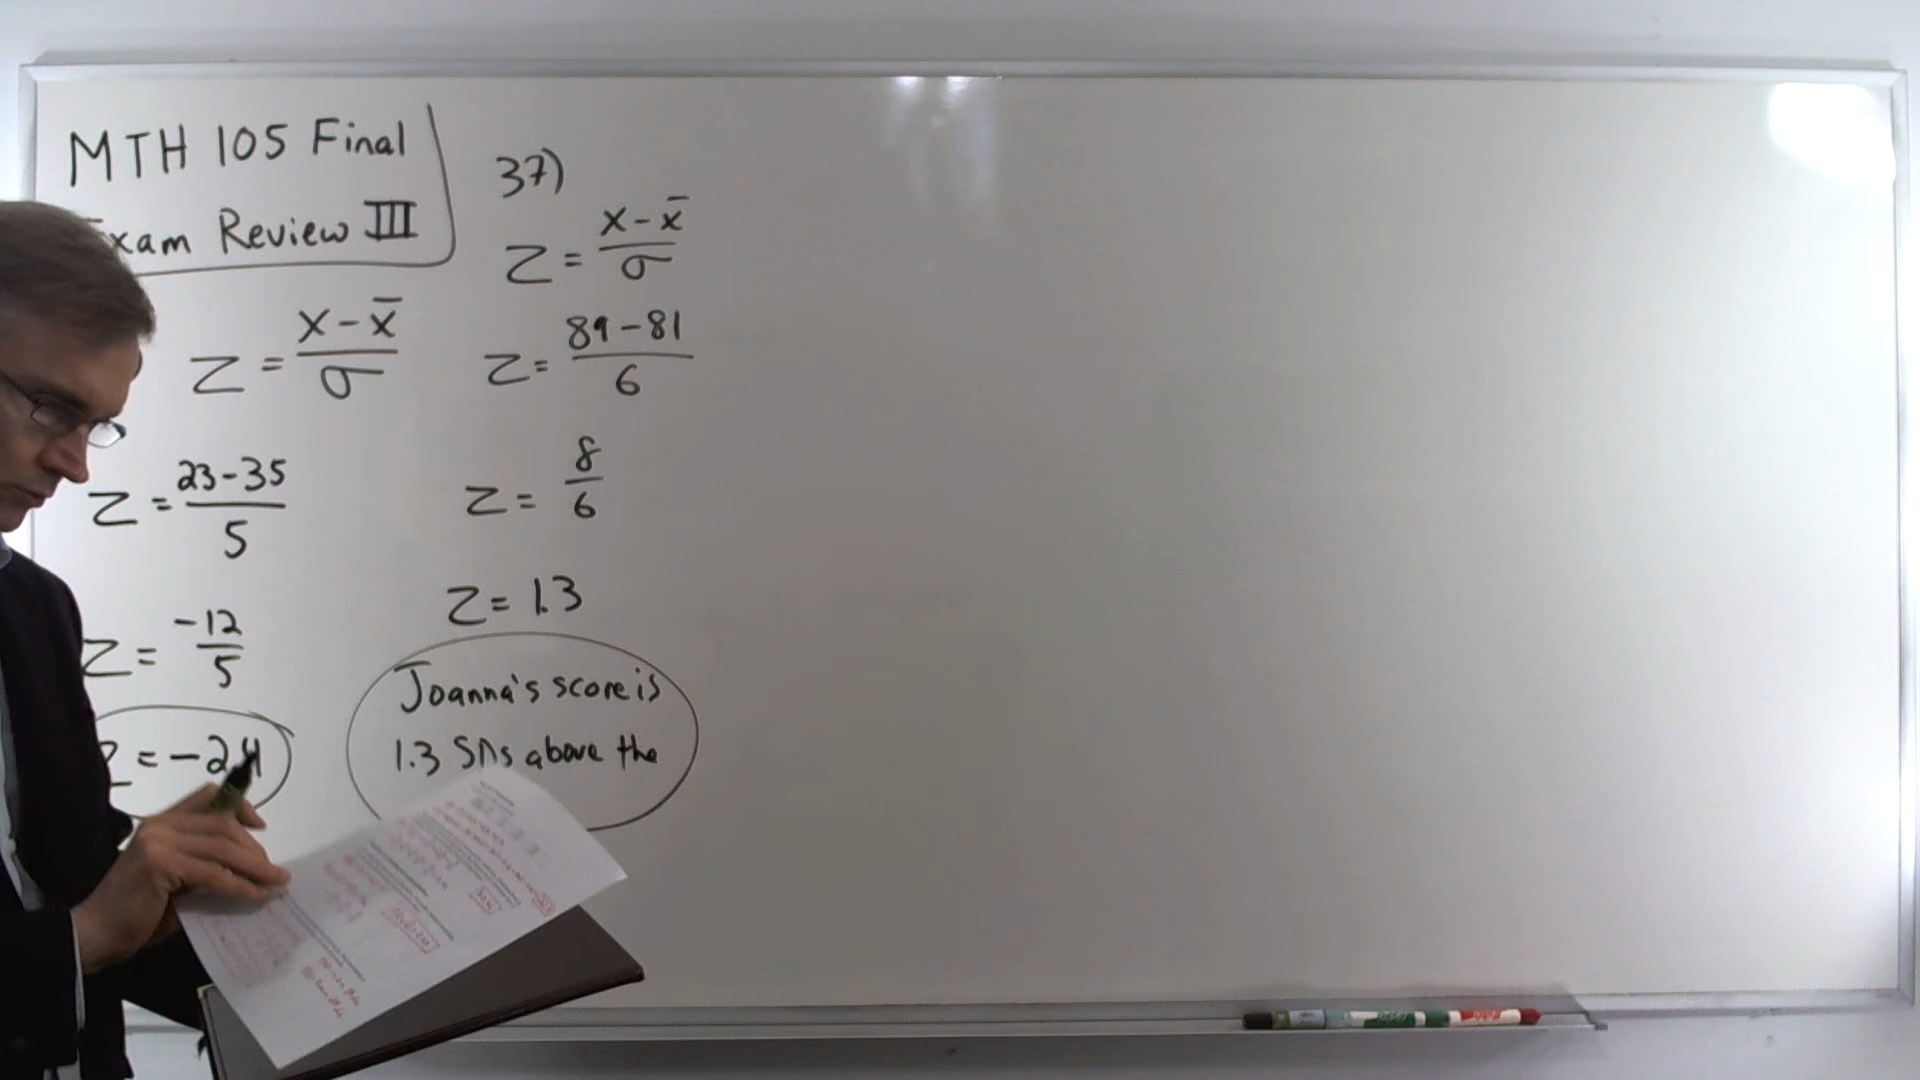 MTH 105 Final
Exam Review III
z = x - x̄ / σ
z = 23 - 35 / 5
z = -12 / 5
z = -2.4
37)
z = x - x̄ / σ
z = 89 - 81 / 6
z = 8 / 6
z = 1.3
Joanna's score is
1.3 SDs above the